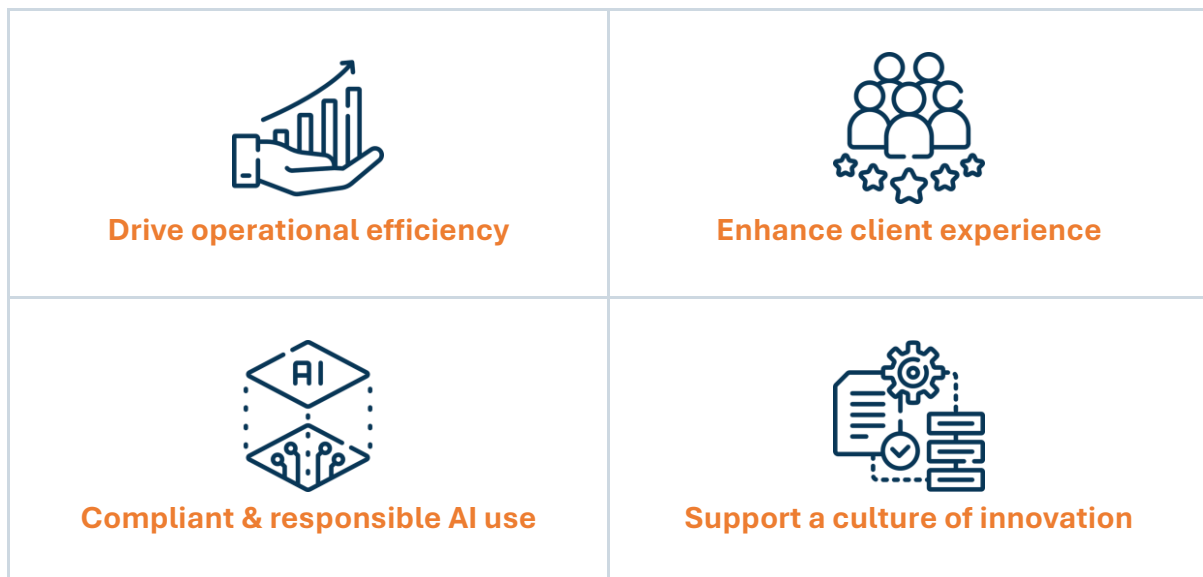 Drive operational efficiency
Enhance client experience
AI
Compliant & responsible AI use
Support a culture of innovation